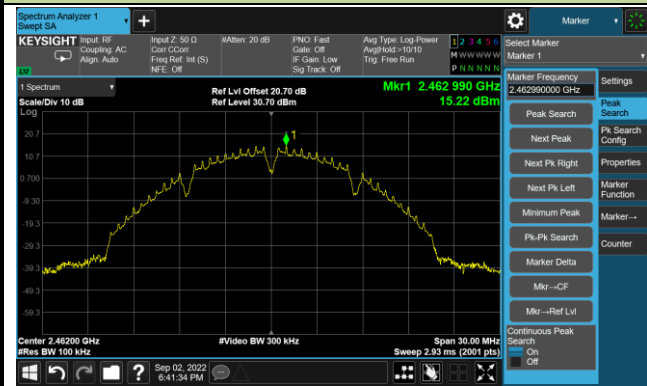 Spectrum Analyzer 1
Swept SA
+
Marker
KEYSIGHT
Input: RF
Coupling: AC
Align: Auto
Input Z: 50 Ω
Corr CCorr
Freq Ref: Int (S)
NFE: Off
#Atten: 20 dB
PNO: Fast
Gate: Off
IF Gain: Low
Sig Track: Off
Avg Type: Log-Power
Avg|Hold:>10/10
Trig: Free Run
1 2 3 4 5 6
M W W W W W
P N N N N N
Select Marker
Marker 1
LXI
1 Spectrum
Scale/Div 10 dB
Log
Ref Lvl Offset 20.70 dB
Ref Level 30.70 dBm
Mkr1 2.462 990 GHz
15.22 dBm
20.7
10.7
0.700
-9.30
-19.3
-29.3
-39.3
-49.3
-59.3
1
Center 2.46200 GHz
#Res BW 100 kHz
#Video BW 300 kHz
Span 30.00 MHz
Sweep 2.93 ms (2001 pts)
Marker Frequency
2.462990000 GHz
Peak Search
Next Peak
Next Pk Right
Next Pk Left
Minimum Peak
Pk-Pk Search
Marker Delta
Mkr→CF
Mkr→Ref Lvl
Continuous Peak
Search
On
Off
Settings
Peak
Search
Pk Search
Config
Properties
Marker
Function
Marker→
Counter
?
Sep 02, 2022
6:41:34 PM